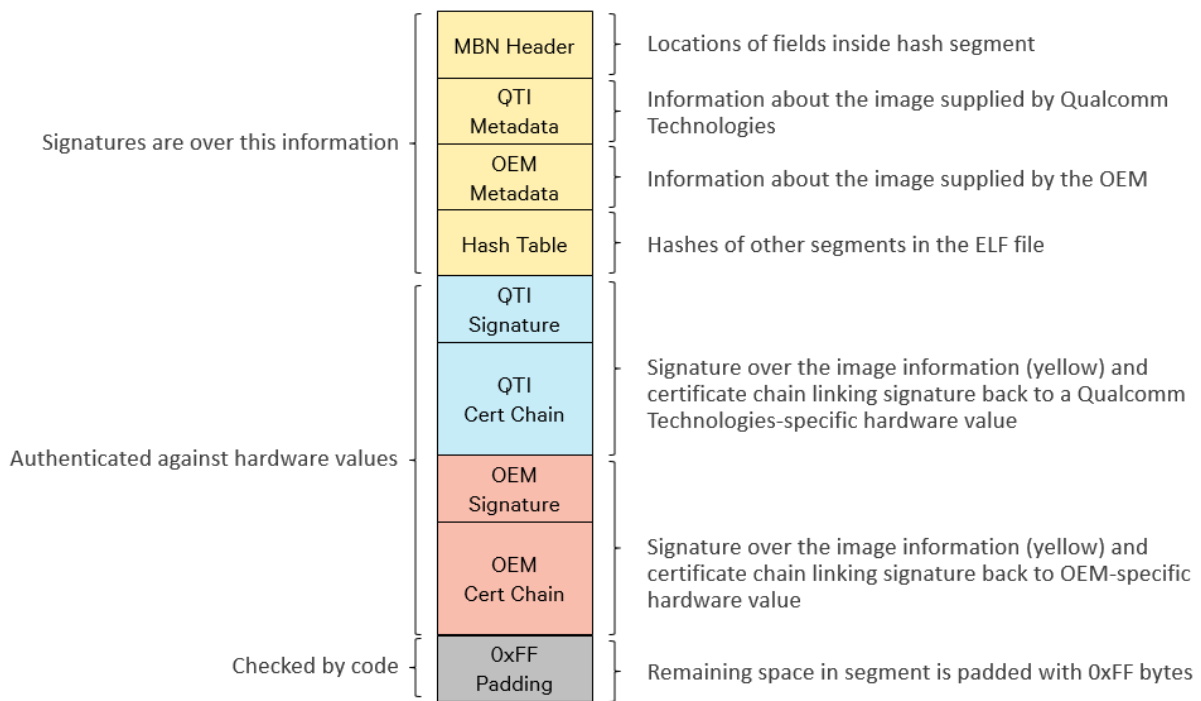 MBN Header
Locations of fields inside hash segment
QTI
Metadata
Information about the image supplied by Qualcomm
Technologies
Signatures are over this information
OEM
Metadata
Information about the image supplied by the OEM
Hash Table
Hashes of other segments in the ELF file
QTI
Signature
QTI
Cert Chain
Signature over the image information (yellow) and
certificate chain linking signature back to a Qualcomm
Technologies-specific hardware value
Authenticated against hardware values
OEM
Signature
OEM
Cert Chain
Signature over the image information (yellow) and
certificate chain linking signature back to OEM-specific
hardware value
Checked by code
0xFF
Padding
Remaining space in segment is padded with 0xFF bytes